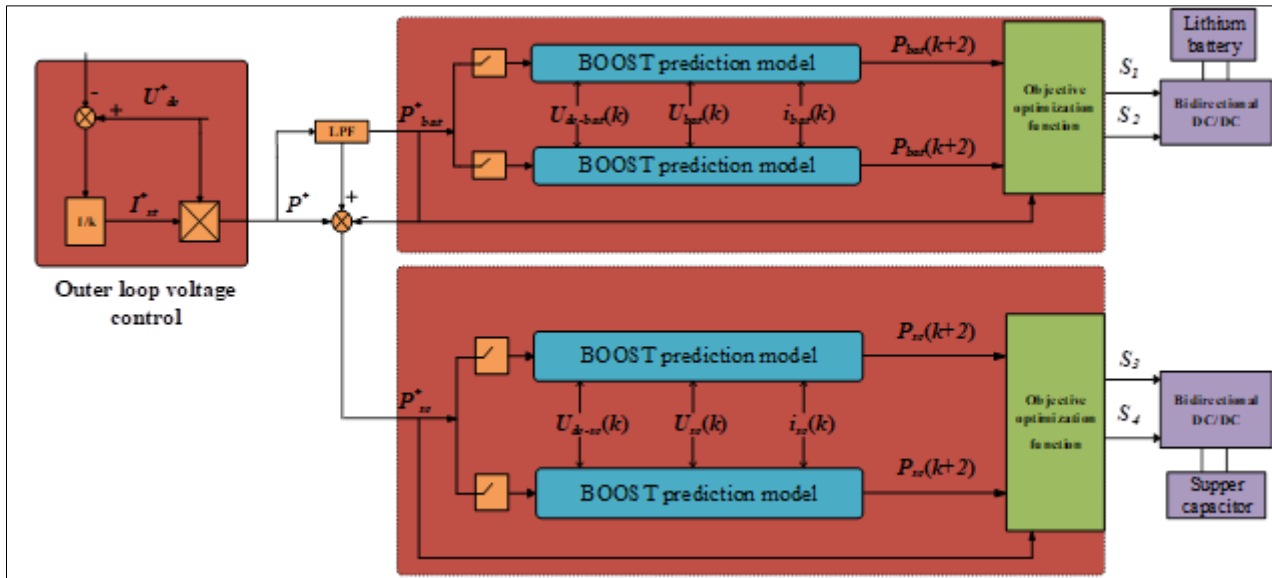 U*dc
-
+
1/k
I*sc
P*
Outer loop voltage
control
LPF
+
-
P*bat
BOOST prediction model
Udc-bat(k)
Ubat(k)
ibat(k)
BOOST prediction model
Pbat(k+2)
Pbat(k+2)
Objective
optimization
function
S1
S2
Lithium
battery
Bidirectional
DC/DC
P*sc
BOOST prediction model
Udc-sc(k)
Usc(k)
isc(k)
BOOST prediction model
Psc(k+2)
Psc(k+2)
Objective
optimization
function
S3
S4
Bidirectional
DC/DC
Supper
capacitor